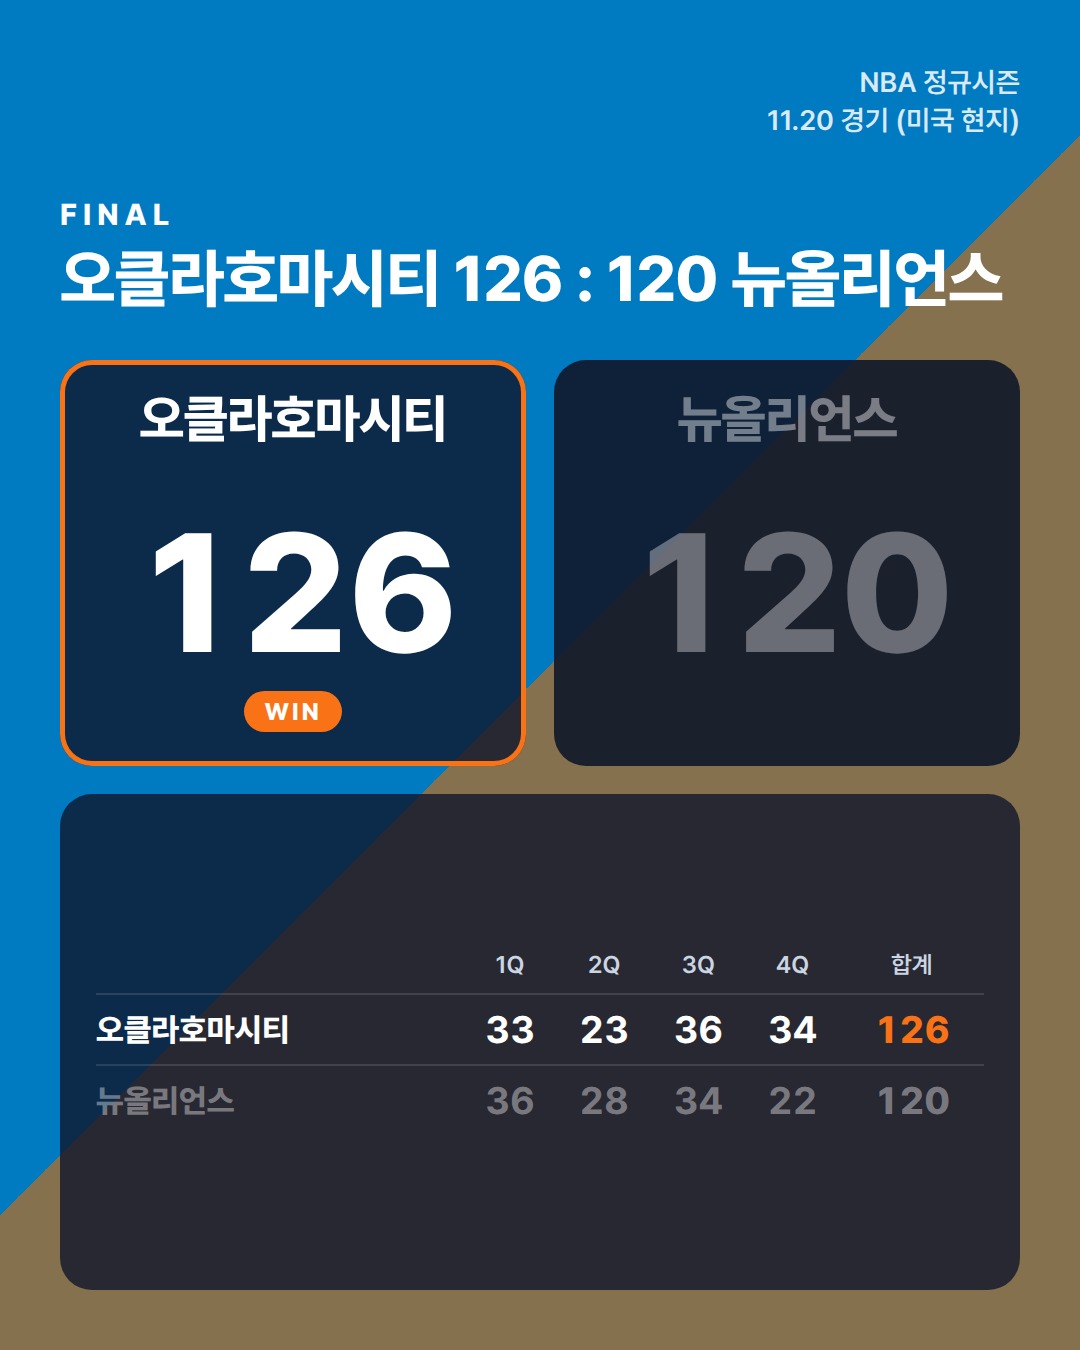 NBA 정규시즌
11.20 경기 (미국 현지)
FINAL
오클라호마시티 126 : 120 뉴올리언스
오클라호마시티
126
WIN
뉴올리언스
120
1Q 2Q 3Q 4Q 합계
오클라호마시티 33 23 36 34 126
뉴올리언스 36 28 34 22 120